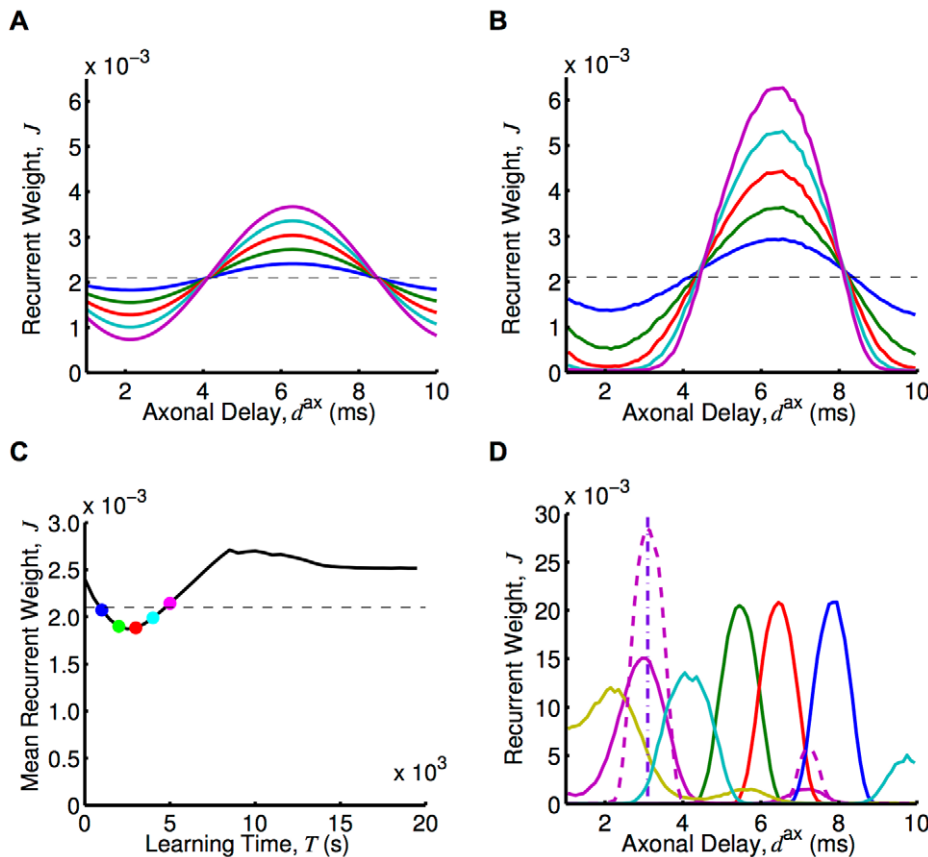 A
x 10⁻³
Recurrent Weight, J
6
5
4
3
2
1
0
2 4 6 8 10
Axonal Delay, dᵃˣ (ms)
B
x 10⁻³
Recurrent Weight, J
6
5
4
3
2
1
0
2 4 6 8 10
Axonal Delay, dᵃˣ (ms)
C
x 10⁻³
Mean Recurrent Weight, J
3.0
2.5
2.0
1.5
1.0
0.5
0
x 10³
0 5 10 15 20
Learning Time, T (s)
D
x 10⁻³
Recurrent Weight, J
30
25
20
15
10
5
0
2 4 6 8 10
Axonal Delay, dᵃˣ (ms)